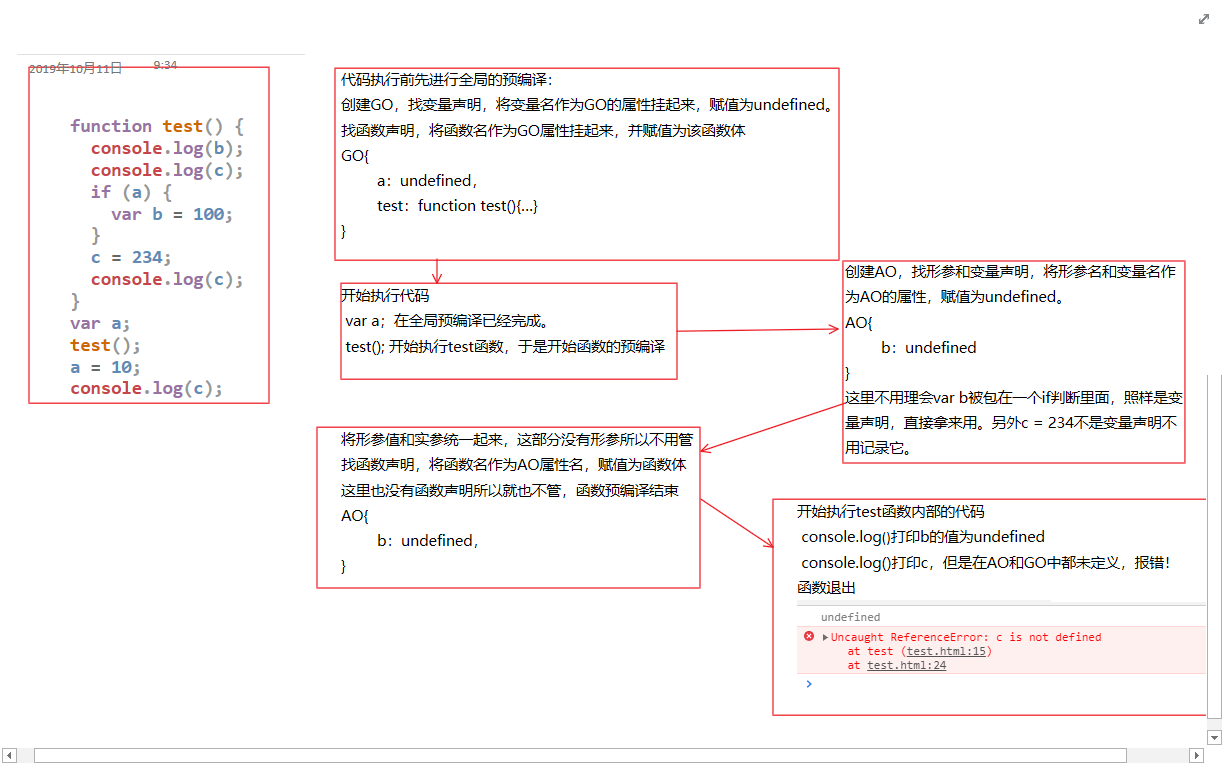 2019年10月11日 9:34
function test() {
console.log(b);
console.log(c);
if (a) {
var b = 100;
}
c = 234;
console.log(c);
}
var a;
test();
a = 10;
console.log(c);
代码执行前先进行全局的预编译：
创建GO，找变量声明，将变量名作为GO的属性挂起来，赋值为undefined。
找函数声明，将函数名作为GO属性挂起来，并赋值为该函数体
GO{
a：undefined，
test：function test(){...}
}
开始执行代码
var a；在全局预编译已经完成。
test(); 开始执行test函数，于是开始函数的预编译
创建AO，找形参和变量声明，将形参名和变量名作
为AO的属性，赋值为undefined。
AO{
b：undefined
}
这里不用理会var b被包在一个if判断里面，照样是变
量声明，直接拿来用。另外c = 234不是变量声明不
用记录它。
将形参值和实参统一起来，这部分没有形参所以不用管
找函数声明，将函数名作为AO属性名，赋值为函数体
这里也没有函数声明所以就也不管，函数预编译结束
AO{
b：undefined，
}
开始执行test函数内部的代码
console.log()打印b的值为undefined
console.log()打印c，但是在AO和GO中都未定义，报错！
函数退出
undefined
Uncaught ReferenceError: c is not defined
at test (test.html:15)
at test.html:24